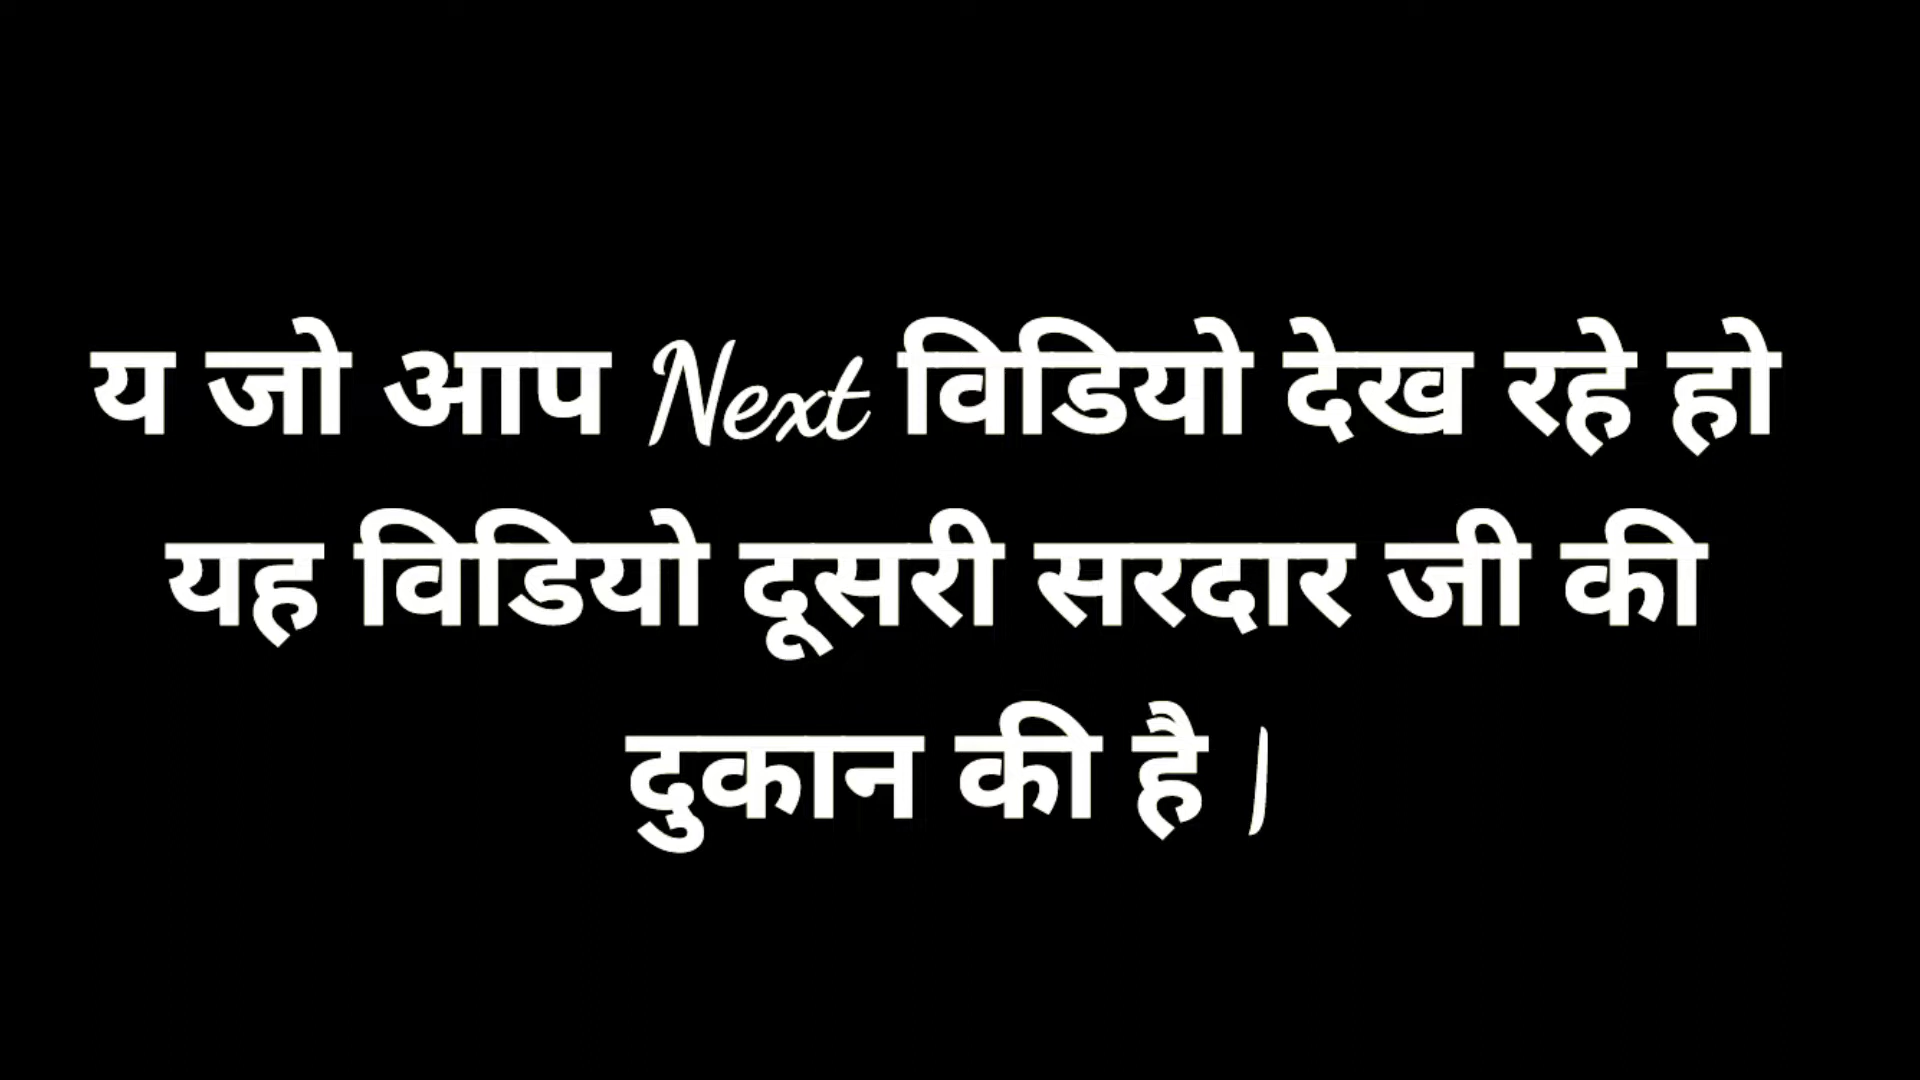 य जो आप Next विडियो देख रहे हो
यह विडियो दूसरी सरदार जी की
दुकान की है |